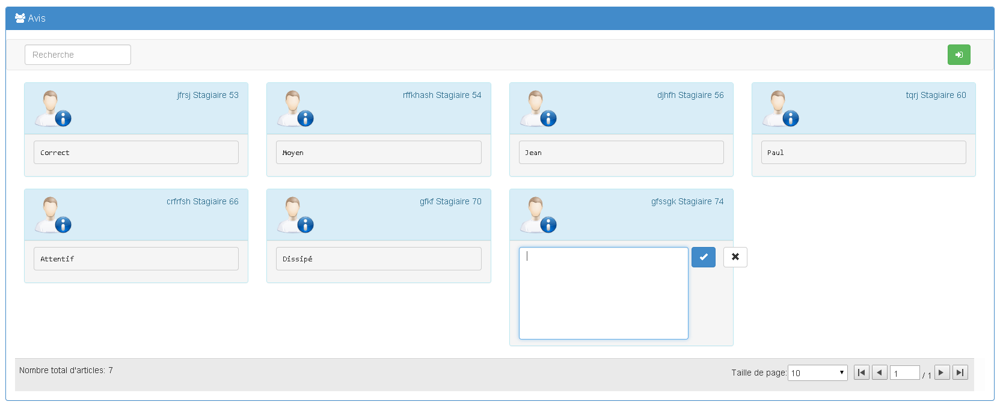 Avis
Recherche
jfrsj Stagiaire 53
rffkhash Stagiaire 54
djhfh Stagiaire 56
tqrj Stagiaire 60
Correct
Moyen
Jean
Paul
crfrfsh Stagiaire 66
gfkf Stagiaire 70
gfssgk Stagiaire 74
Attentif
Dissipé
Nombre total d'articles: 7
Taille de page: 10
1 / 1